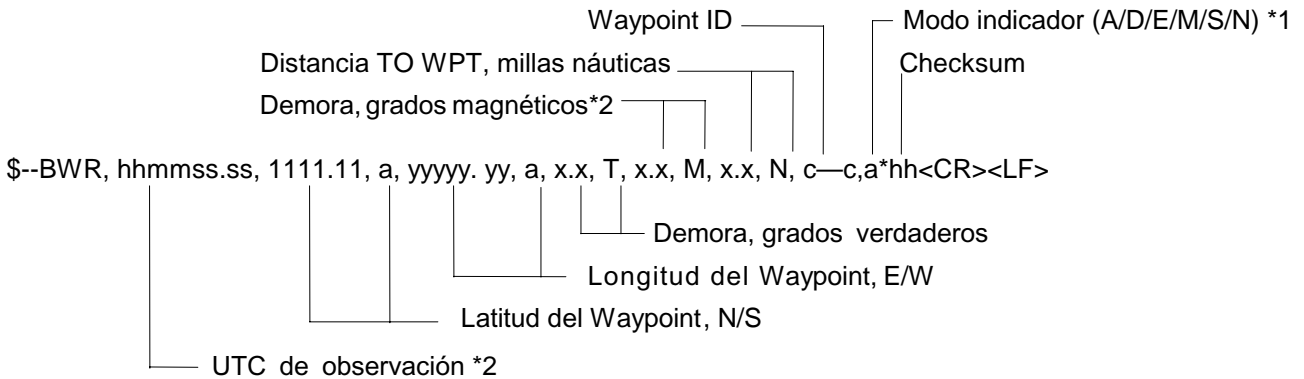 Waypoint ID Modo indicador (A/D/E/M/S/N) *1
Distancia TO WPT, millas náuticas Checksum
Demora, grados magnéticos*2
$--BWR, hhmmss.ss, 1111.11, a, yyyyy. yy, a, x.x, T, x.x, M, x.x, N, c—c,a*hh<CR><LF>
Demora, grados verdaderos
Longitud del Waypoint, E/W
Latitud del Waypoint, N/S
UTC de observación *2